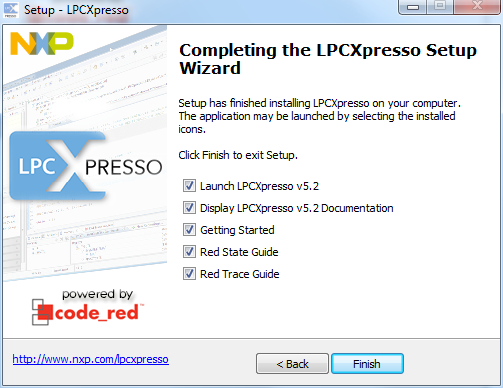 Setup - LPCXpresso
NXP
Completing the LPCXpresso Setup
Wizard
Setup has finished installing LPCXpresso on your computer.
The application may be launched by selecting the installed
icons.
Click Finish to exit Setup.
LPC XPRESSO
Launch LPCXpresso v5.2
Display LPCXpresso v5.2 Documentation
Getting Started
Red State Guide
Red Trace Guide
powered by
code_red™
http://www.nxp.com/lpcxpresso
< Back
Finish